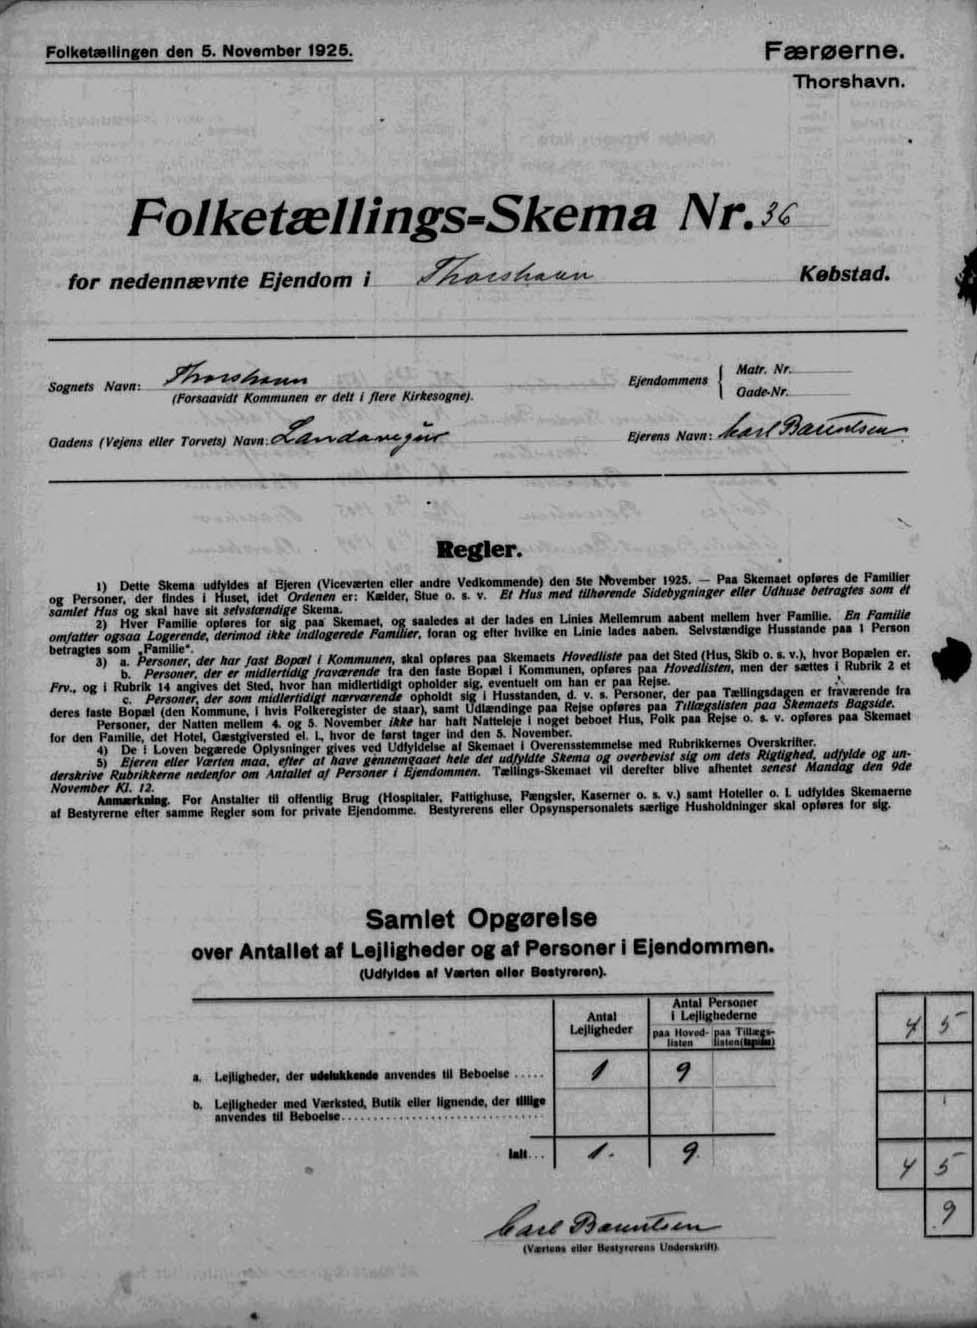 Folketællingen den 5. November 1925.
Færøerne.
Thorshavn.
Folketællings-Skema Nr. 36
for nedennævnte Ejendom i Thorshavn Købstad.
Sognets Navn: Thorshavn
(Forsaavidt Kommunen er delt i flere Kirkesogne).
Ejendommens { Matr. Nr.
Gade-Nr.
Gadens (Vejens eller Torvets) Navn: Landavegur
Ejerens Navn: Carl Barentsen
Regler.
1) Dette Skema udfyldes af Ejeren (Viceværten eller andre Vedkommende) den 5te November 1925. — Paa Skemaet opføres de Familier
og Personer, der findes i Huset, idet Ordenen er: Kælder, Stue o. s. v. Et Hus med tilhørende Sidebygninger eller Udhuse betragtes som ét
samlet Hus og skal have sit selvstændige Skema.
2) Hver Familie opføres for sig paa Skemaet, og saaledes at der lades en Linies Mellemrum aabent mellem hver Familie. En Familie
omfatter ogsaa Logerende, derimod ikke indlogerede Familier, foran og efter hvilke en Linie lades aaben. Selvstændige Husstande paa 1 Person
betragtes som „Familie“.
3) a. Personer, der har fast Bopæl i Kommunen, skal opføres paa Skemaets Hovedliste paa det Sted (Hus, Skib o. s. v.), hvor Bopælen er.
b. Personer, der er midlertidig fraværende fra den faste Bopæl i Kommunen, opføres paa Hovedlisten, men der sættes i Rubrik 2 et
Frv., og i Rubrik 14 angives det Sted, hvor han midlertidigt opholder sig, eventuelt om han er paa Rejse.
c. Personer, der som midlertidigt nærværende opholdt sig i Husstanden, d. v. s. Personer, der paa Tællingsdagen er fraværende fra
deres faste Bopæl (den Kommune, i hvis Folkeregister de staar), samt Udlændinge paa Rejse opføres paa Tillægslisten paa Skemaets Bagside.
Personer, der Natten mellem 4. og 5. November ikke har haft Natteleje i noget beboet Hus, Folk paa Rejse o. s. v. opføres paa Skemaet
for den Familie, det Hotel, Gæstgiversted el. l., hvor de først tager ind den 5. November.
4) De i Loven begærede Oplysninger gives ved Udfyldelse af Skemaet i Overensstemmelse med Rubrikkernes Overskrifter.
5) Ejeren eller Værten maa, efter at have gennemgaaet hele det udfyldte Skema og overbevist sig om dets Rigtighed, udfylde og un-
derskrive Rubrikkerne nedenfor om Antallet af Personer i Ejendommen. Tællings-Skemaet vil derefter blive afhentet senest Mandag den 9de
November Kl. 12.
Anmærkning. For Anstalter til offentlig Brug (Hospitaler, Fattighuse, Fængsler, Kaserner o. s. v.) samt Hoteller o. l. udfyldes Skemaerne
af Bestyrerne efter samme Regler som for private Ejendomme. Bestyrerens eller Opsynspersonalets særlige Husholdninger skal opføres for sig.
Samlet Opgørelse
over Antallet af Lejligheder og af Personer i Ejendommen.
(Udfyldes af Værten eller Bestyreren).
Antal
Lejligheder
Antal Personer
i Lejlighederne
paa Hoved-
listen
paa Tillægs-
listen (bagsiden)
4 5
a. Lejligheder, der udelukkende anvendes til Beboelse ..... 1 9
b. Lejligheder med Værksted, Butik eller lignende, der tillige
anvendes til Beboelse
Ialt... 1. 9.
4 5
9
Carl Barentsen
(Værtens eller Bestyrerens Underskrift).